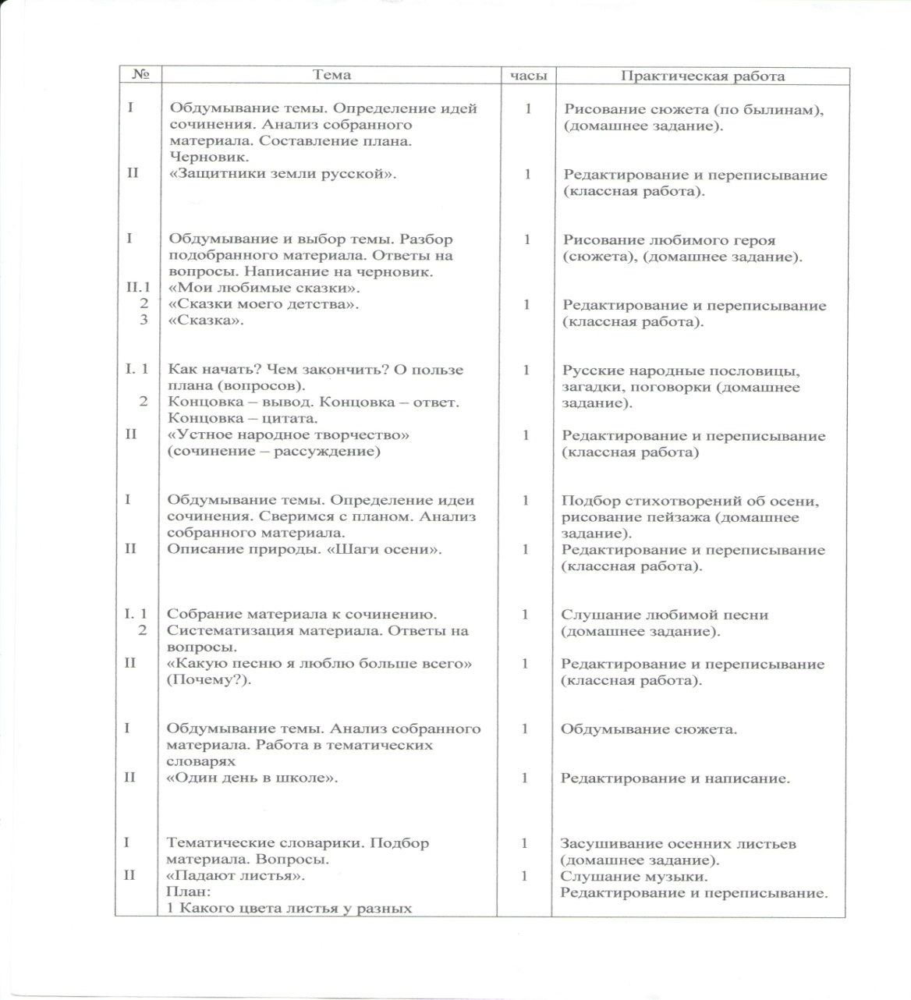 № Тема часы Практическая работа
I Обдумывание темы. Определение идей 1 Рисование сюжета (по былинам),
сочинения. Анализ собранного (домашнее задание).
материала. Составление плана.
Черновик.
II «Защитники земли русской». 1 Редактирование и переписывание
(классная работа).
I Обдумывание и выбор темы. Разбор 1 Рисование любимого героя
подобранного материала. Ответы на (сюжета), (домашнее задание).
вопросы. Написание на черновик.
II.1 «Мои любимые сказки».
2 «Сказки моего детства». 1 Редактирование и переписывание
3 «Сказка». (классная работа).
I. 1 Как начать? Чем закончить? О пользе 1 Русские народные пословицы,
плана (вопросов). загадки, поговорки (домашнее
2 Концовка – вывод. Концовка – ответ. задание).
Концовка – цитата.
II «Устное народное творчество» 1 Редактирование и переписывание
(сочинение – рассуждение) (классная работа)
I Обдумывание темы. Определение идеи 1 Подбор стихотворений об осени,
сочинения. Сверимся с планом. Анализ рисование пейзажа (домашнее
собранного материала. задание).
II Описание природы. «Шаги осени». 1 Редактирование и переписывание
(классная работа).
I. 1 Собрание материала к сочинению. 1 Слушание любимой песни
2 Систематизация материала. Ответы на (домашнее задание).
вопросы.
II «Какую песню я люблю больше всего» 1 Редактирование и переписывание
(Почему?). (классная работа).
I Обдумывание темы. Анализ собранного 1 Обдумывание сюжета.
материала. Работа в тематических
словарях
II «Один день в школе». 1 Редактирование и написание.
I Тематические словарики. Подбор 1 Засушивание осенних листьев
материала. Вопросы. (домашнее задание).
II «Падают листья». 1 Слушание музыки.
План: Редактирование и переписывание.
1 Какого цвета листья у разных